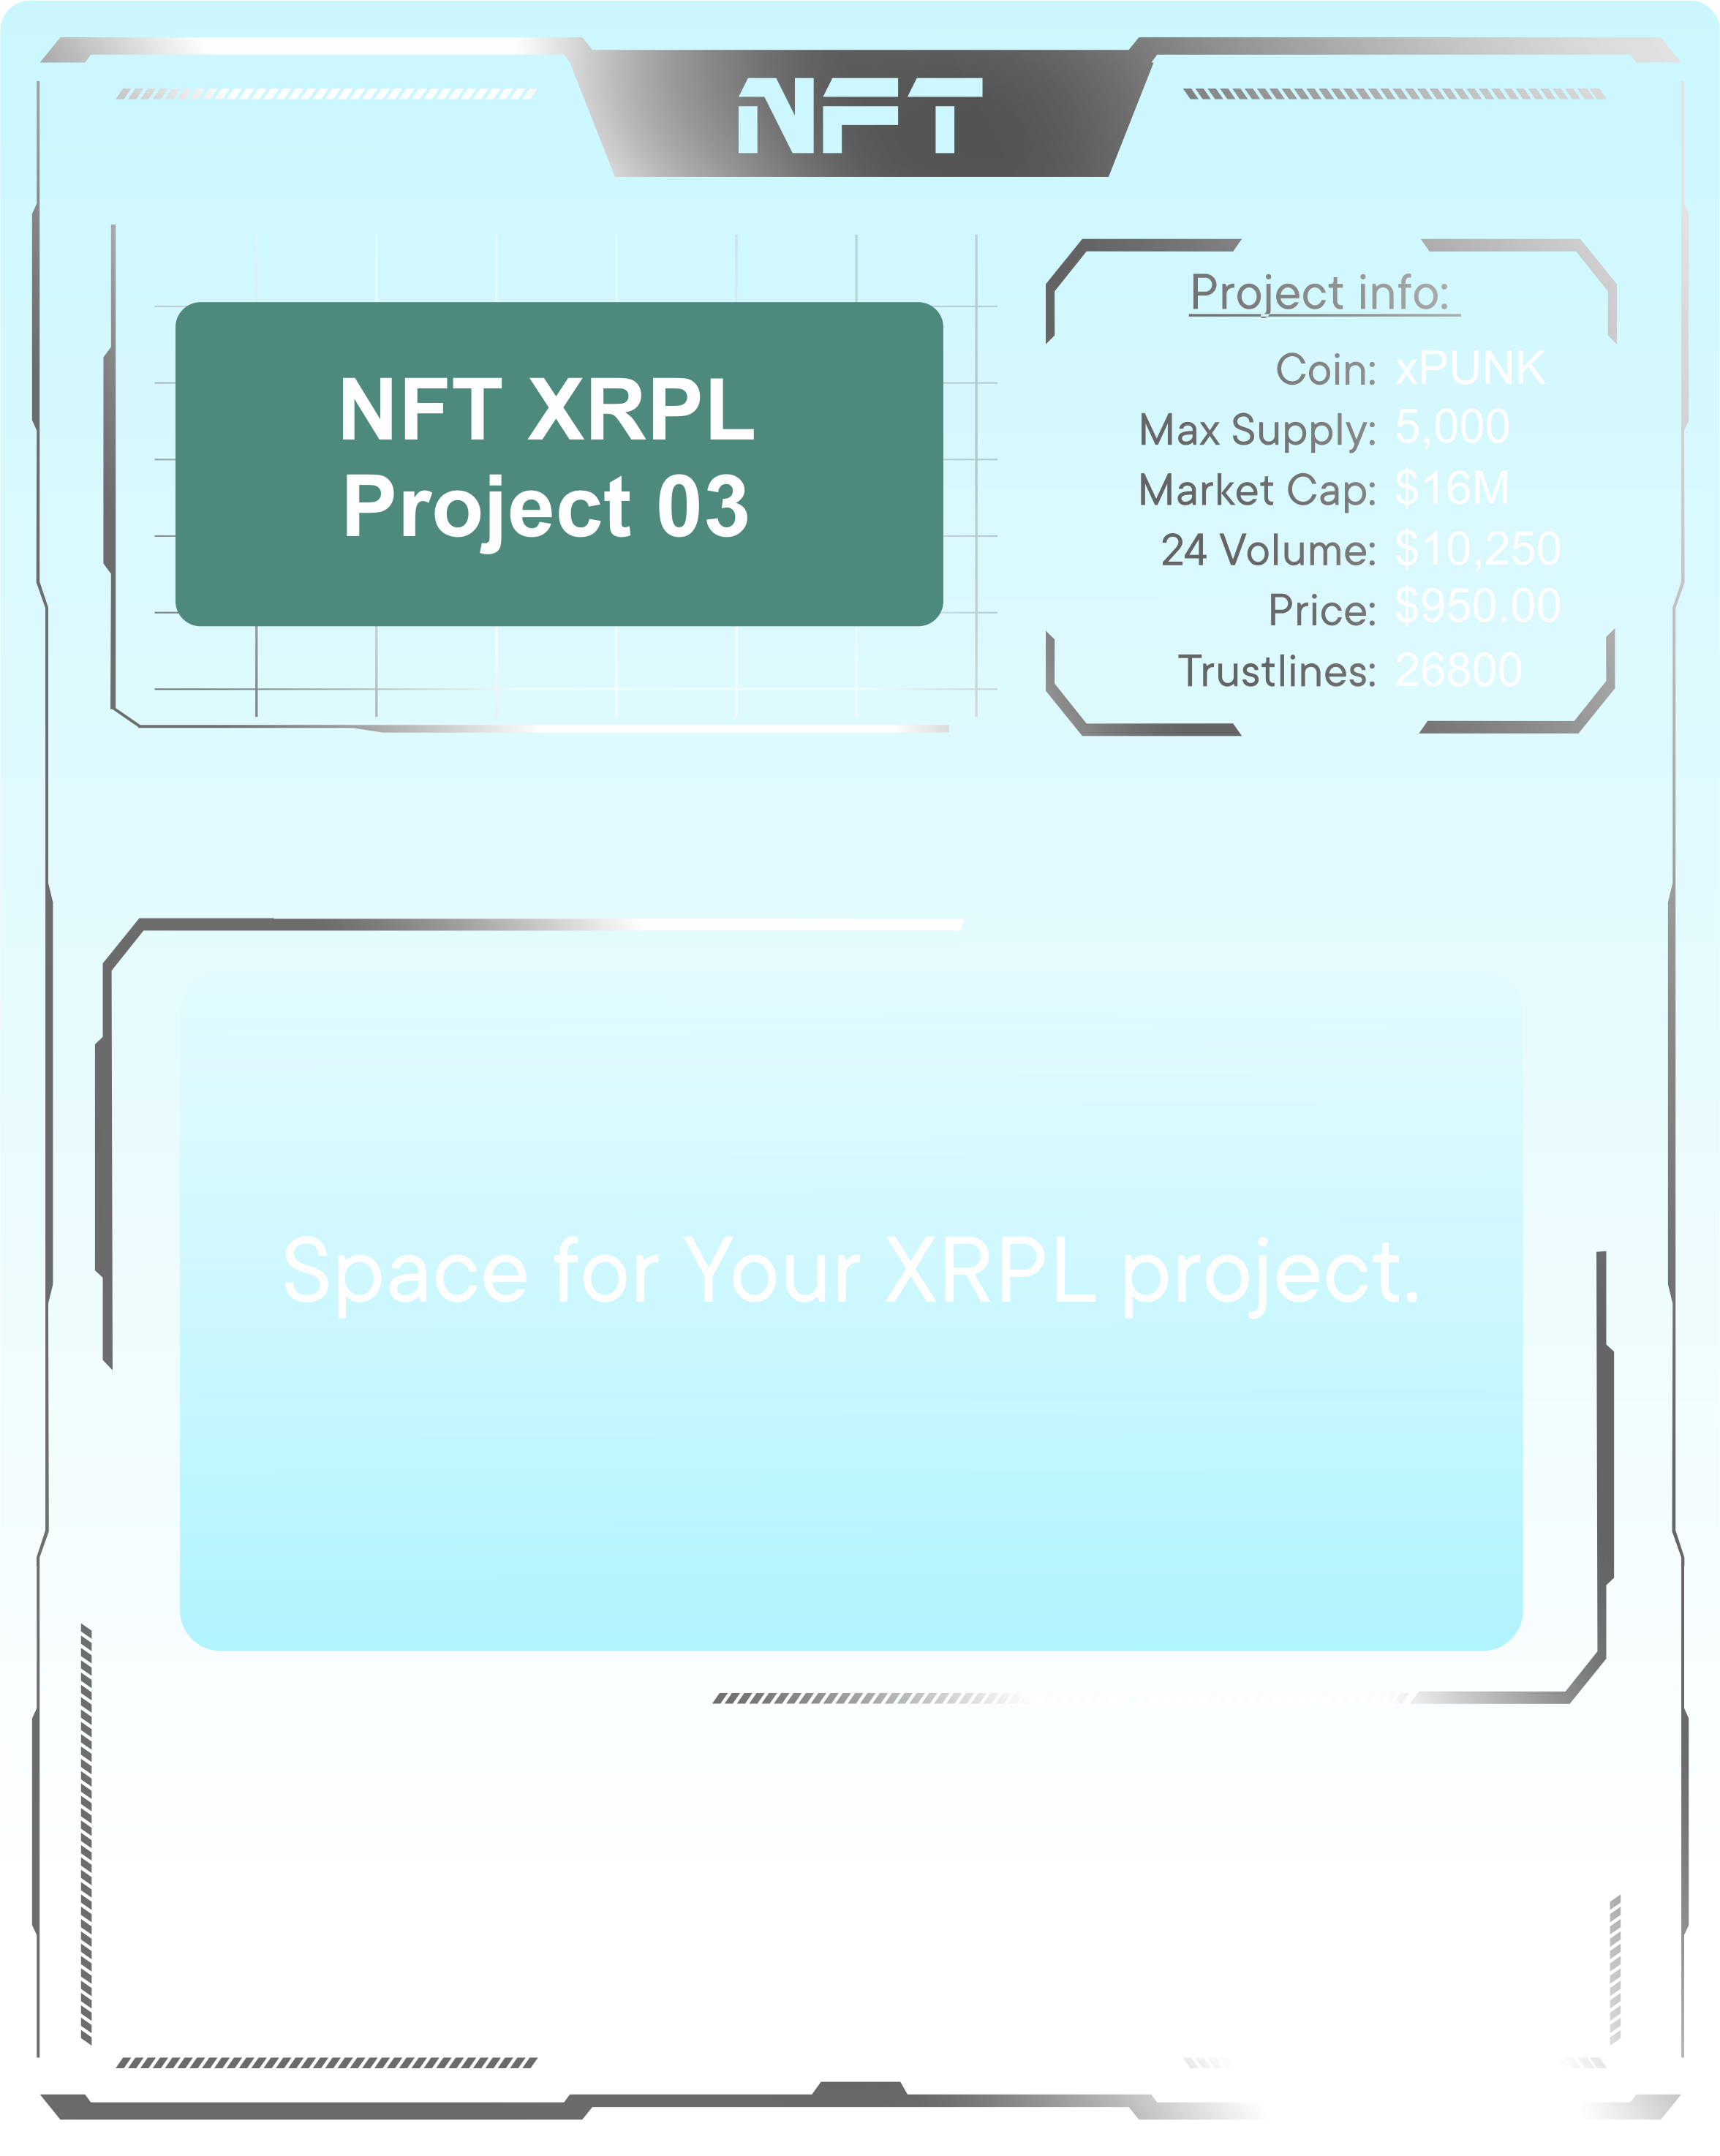 NFT
NFT XRPL
Project 03
Project info:
Coin: xPUNK
Max Supply: 5,000
Market Cap: $16M
24 Volume: $10,250
Price: $950.00
Trustlines: 26800
Space for Your XRPL project.